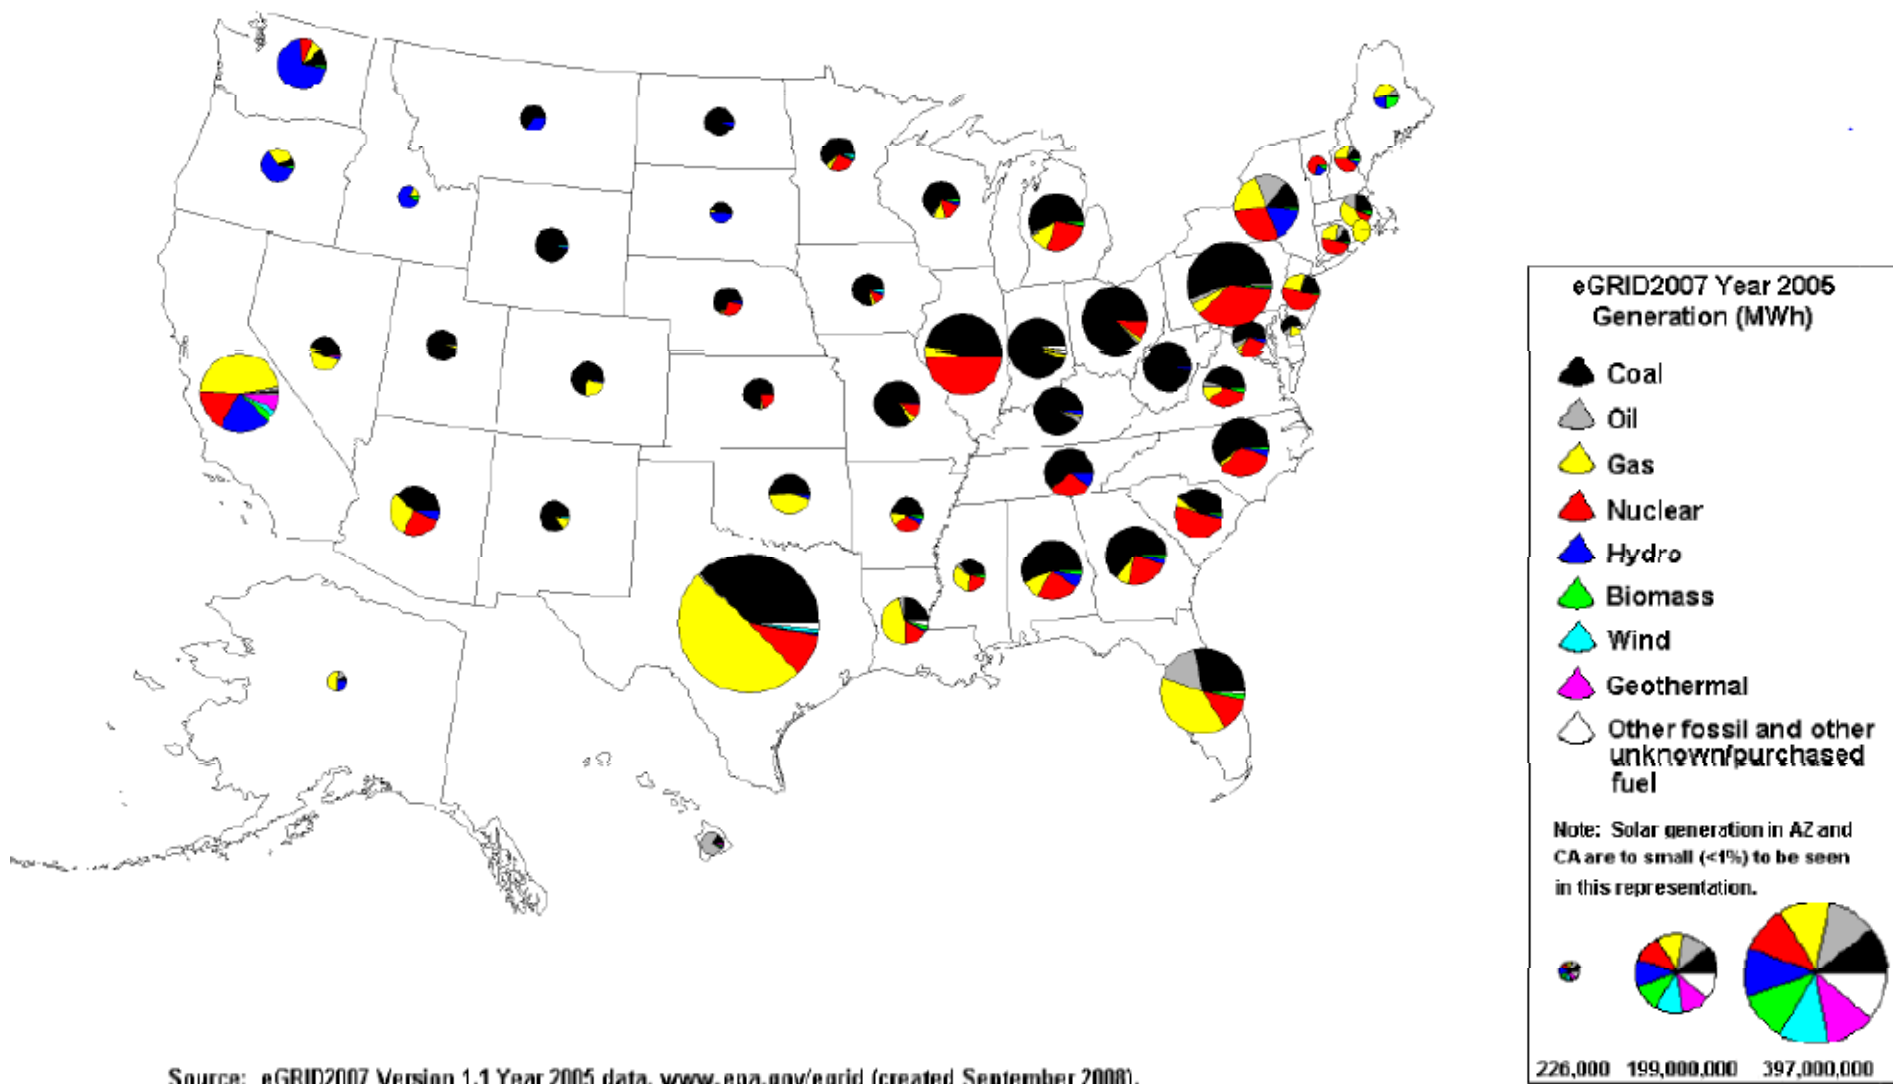 eGRID2007 Year 2005
Generation (MWh)
Coal
Oil
Gas
Nuclear
Hydro
Biomass
Wind
Geothermal
Other fossil and other
unknown/purchased
fuel
Note: Solar generation in AZ and
CA are to small (<1%) to be seen
in this representation.
226,000 199,000,000 397,000,000
Source: eGRID2007 Version 1.1 Year 2005 data, www.epa.gov/egrid (created September 2008).